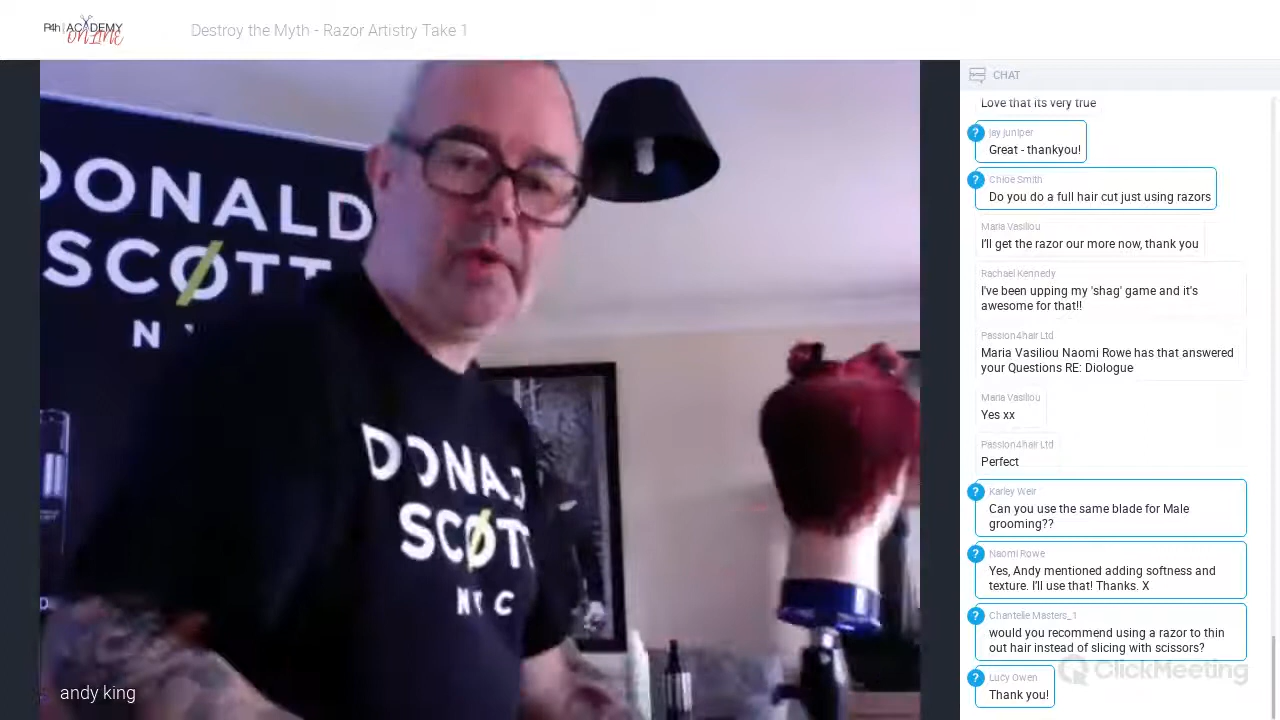 P4h ACADEMY
ONLINE
Destroy the Myth - Razor Artistry Take 1
DONALD
SCØTT
N
DONALD
SCØTT
NYC
andy king
CHAT
Love that its very true
jay juniper
Great - thankyou!
Chloe Smith
Do you do a full hair cut just using razors
Maria Vasiliou
I'll get the razor our more now, thank you
Rachael Kennedy
I've been upping my 'shag' game and it's
awesome for that!!
Passion4hair Ltd
Maria Vasiliou Naomi Rowe has that answered
your Questions RE: Diologue
Maria Vasiliou
Yes xx
Passion4hair Ltd
Perfect
Karley Weir
Can you use the same blade for Male
grooming??
Naomi Rowe
Yes, Andy mentioned adding softness and
texture. I'll use that! Thanks. X
Chantelle Masters_1
would you recommend using a razor to thin
out hair instead of slicing with scissors?
Lucy Owen
Thank you!
ClickMeeting